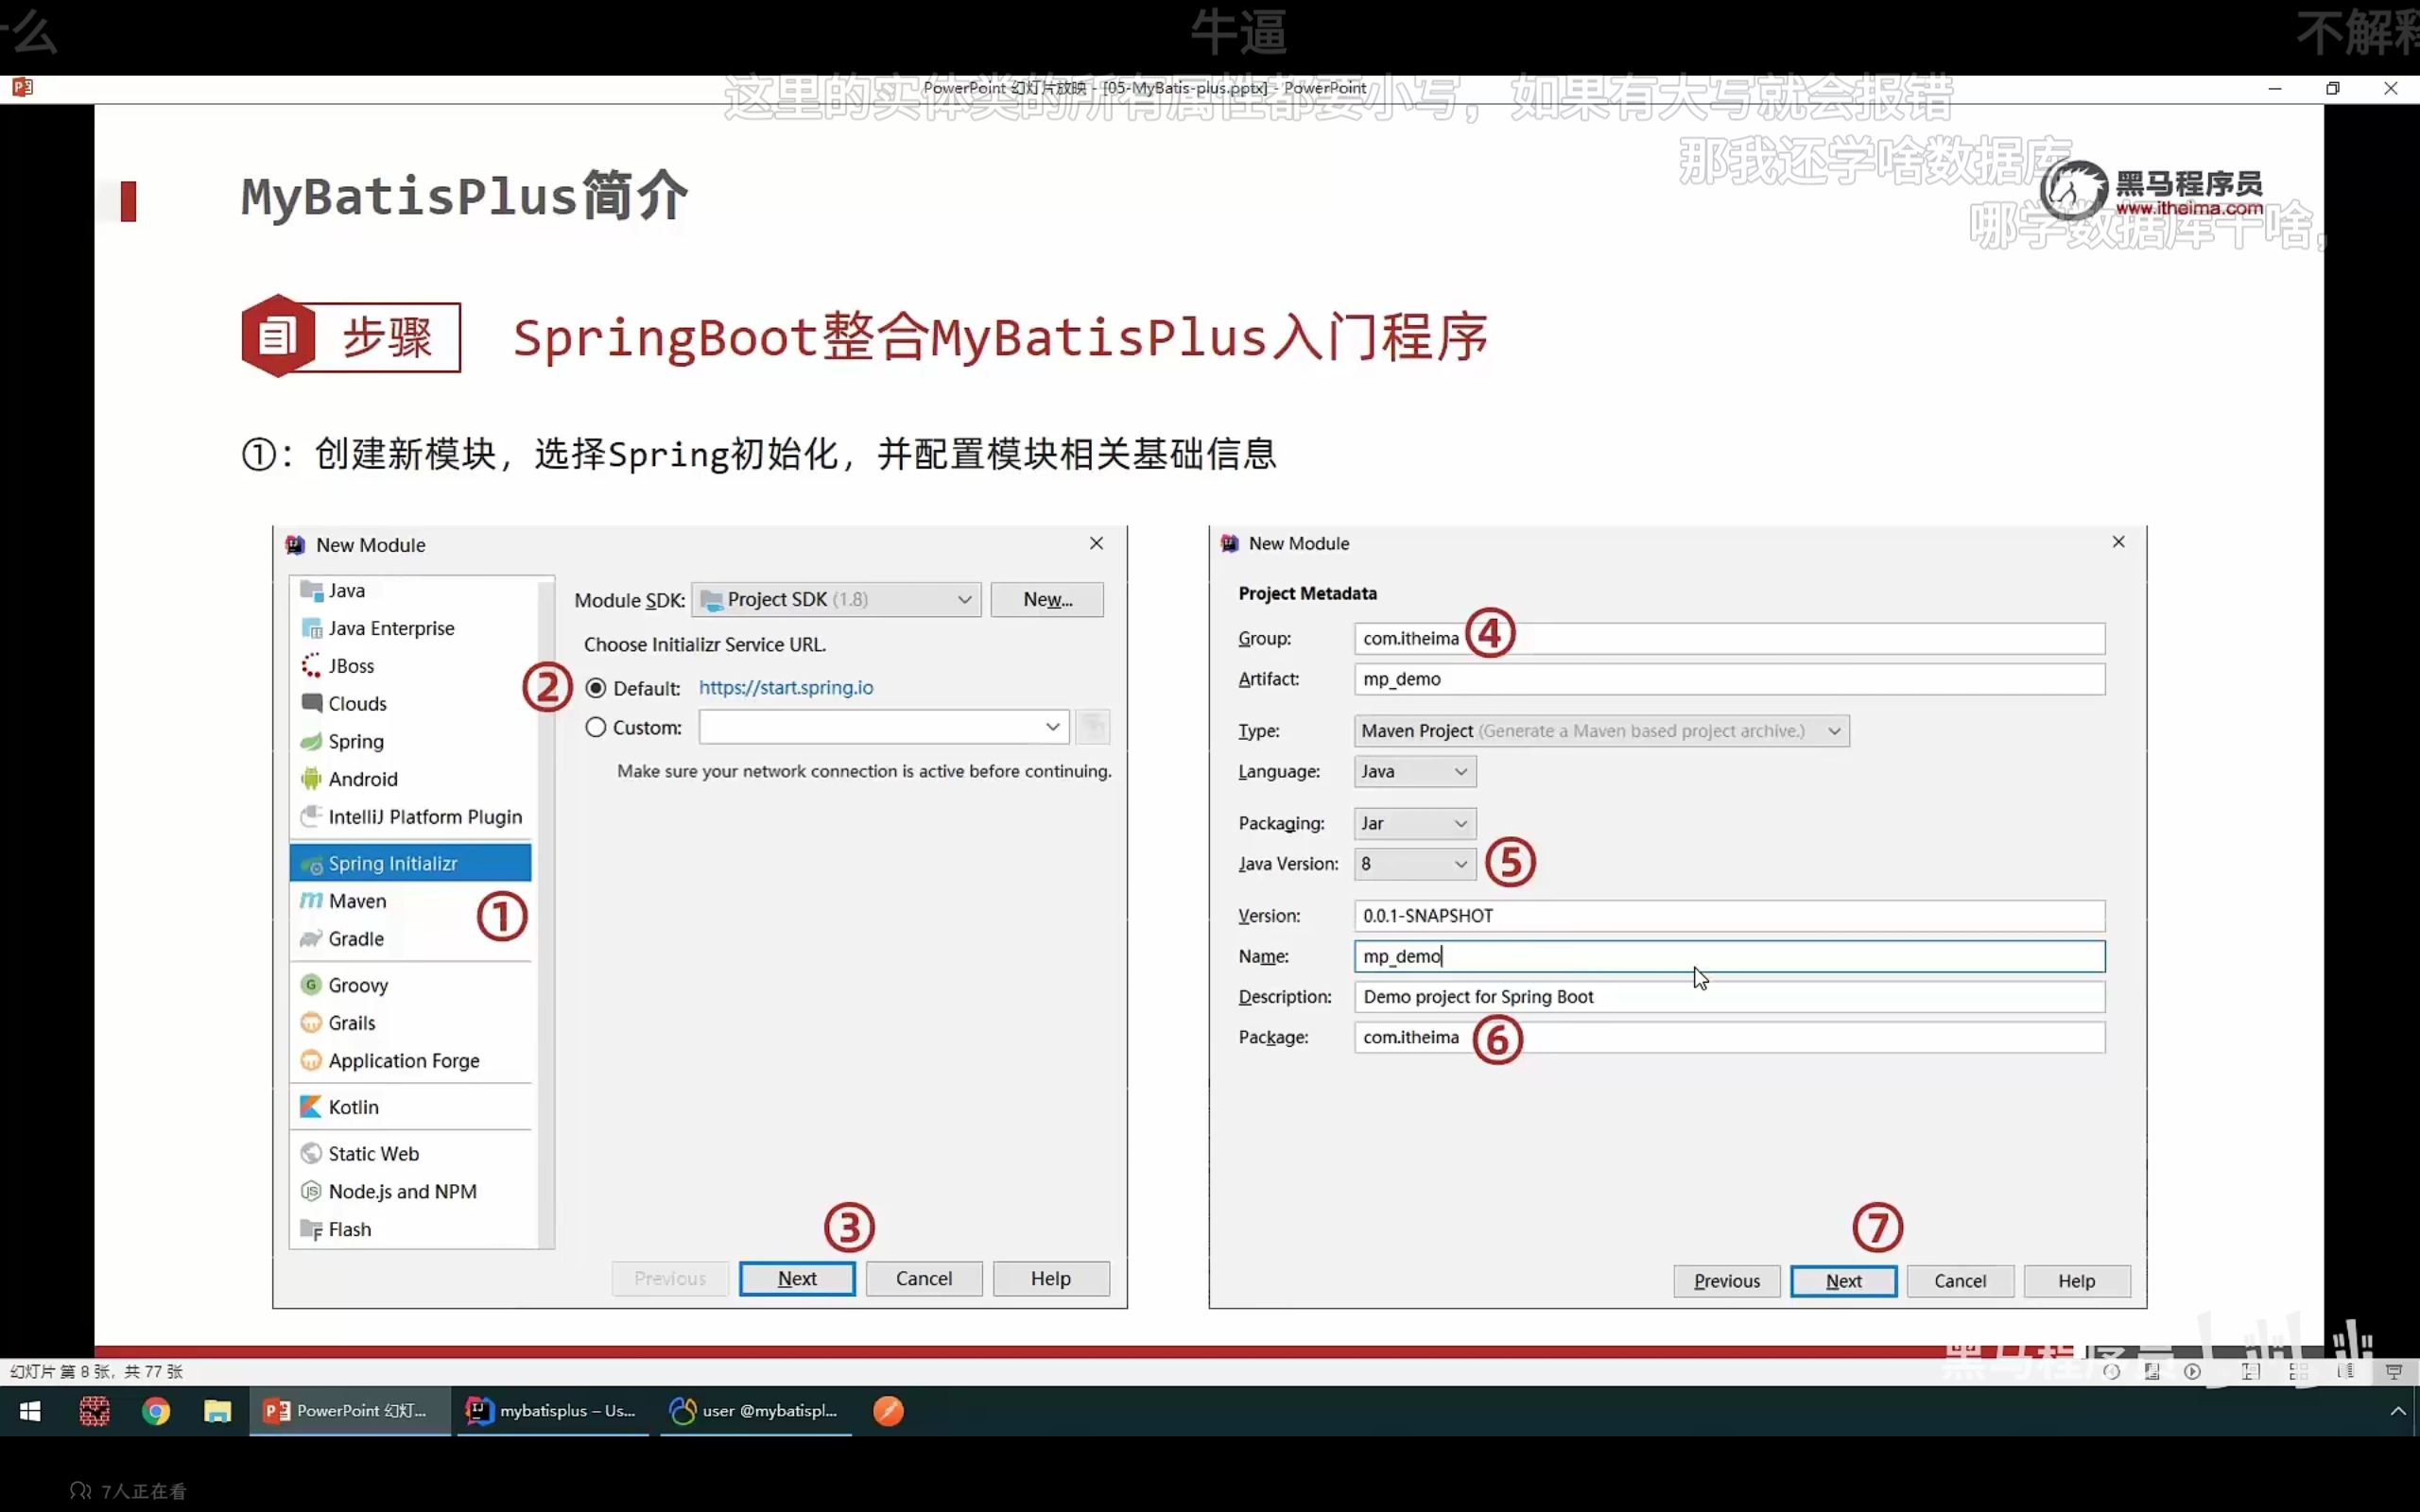 牛逼
PowerPoint 幻灯片放映 - [05-MyBatis-plus.pptx] - PowerPoint
这里的实体类的所有属性都要小写，如果有大写就会报错
那我还学啥数据库
MyBatisPlus简介
黑马程序员
www.itheima.com
哪学数据库干啥，
步骤
SpringBoot整合MyBatisPlus入门程序
①：创建新模块，选择Spring初始化，并配置模块相关基础信息
New Module
Java
Java Enterprise
JBoss
Clouds
Spring
Android
IntelliJ Platform Plugin
Spring Initializr
Maven
①
Gradle
Groovy
Grails
Application Forge
Kotlin
Static Web
Node.js and NPM
Flash
Module SDK: Project SDK (1.8) New...
Choose Initializr Service URL.
② Default: https://start.spring.io
Custom:
Make sure your network connection is active before continuing.
③
Previous Next Cancel Help
New Module
Project Metadata
Group: com.itheima ④
Artifact: mp_demo
Type: Maven Project (Generate a Maven based project archive.)
Language: Java
Packaging: Jar
Java Version: 8 ⑤
Version: 0.0.1-SNAPSHOT
Name: mp_demo
Description: Demo project for Spring Boot
Package: com.itheima ⑥
⑦
Previous Next Cancel Help
黑马程序员
幻灯片 第 8 张，共 77 张
PowerPoint 幻灯... mybatisplus – Us... user @mybatispl...
7人正在看